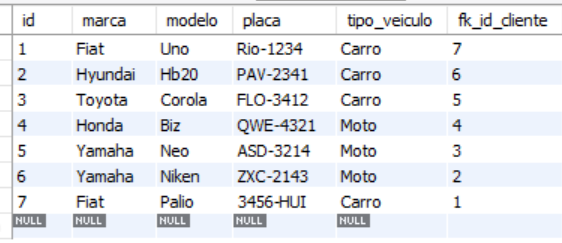 id marca modelo placa tipo_veiculo fk_id_cliente
1 Fiat Uno Rio-1234 Carro 7
2 Hyundai Hb20 PAV-2341 Carro 6
3 Toyota Corola FLO-3412 Carro 5
4 Honda Biz QWE-4321 Moto 4
5 Yamaha Neo ASD-3214 Moto 3
6 Yamaha Niken ZXC-2143 Moto 2
7 Fiat Palio 3456-HUI Carro 1
NULL NULL NULL NULL NULL